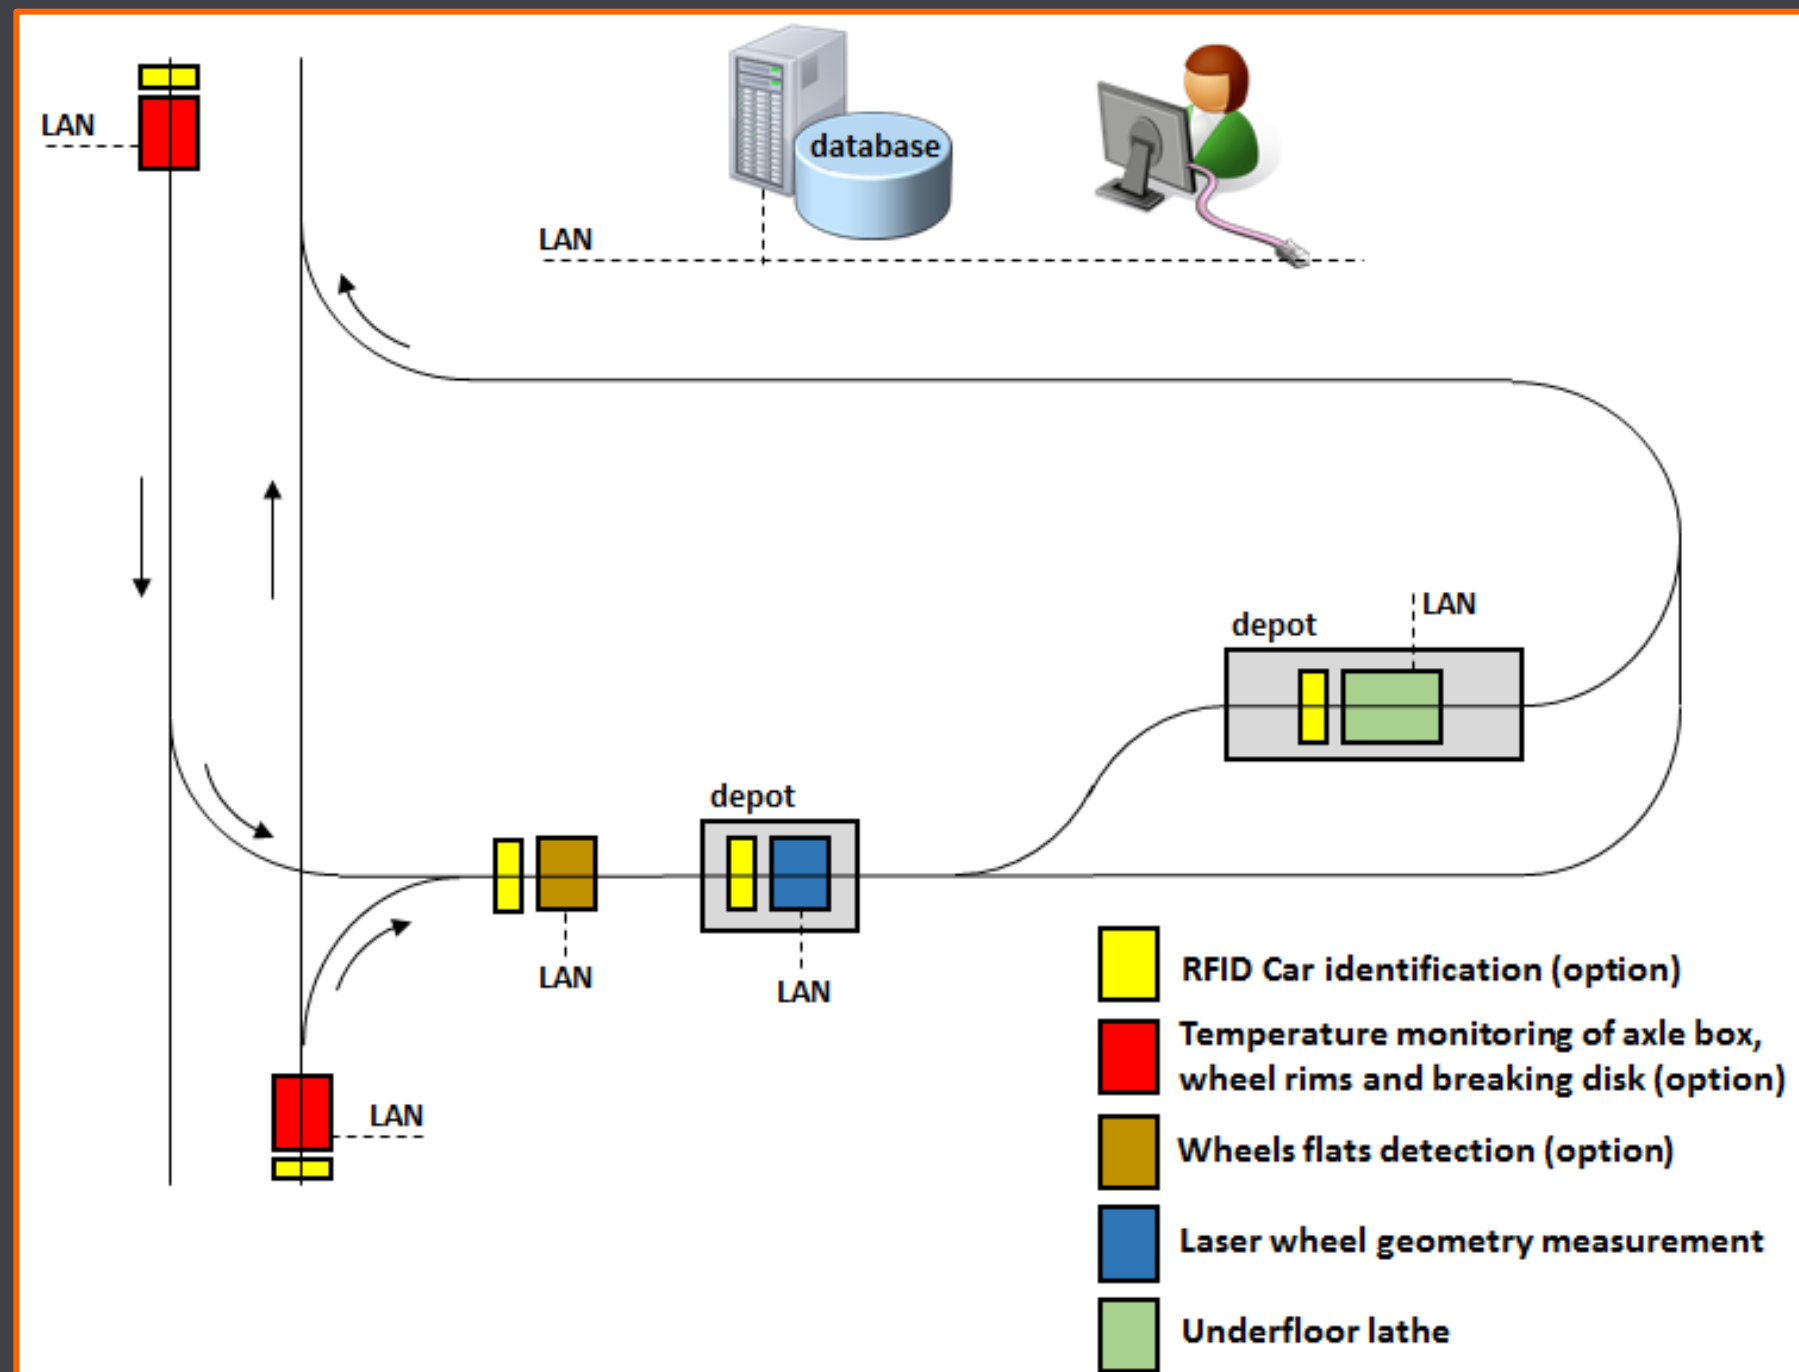 LAN
database
LAN
LAN
depot
depot
LAN
LAN
LAN
RFID Car identification (option)
Temperature monitoring of axle box,
wheel rims and breaking disk (option)
Wheels flats detection (option)
Laser wheel geometry measurement
Underfloor lathe